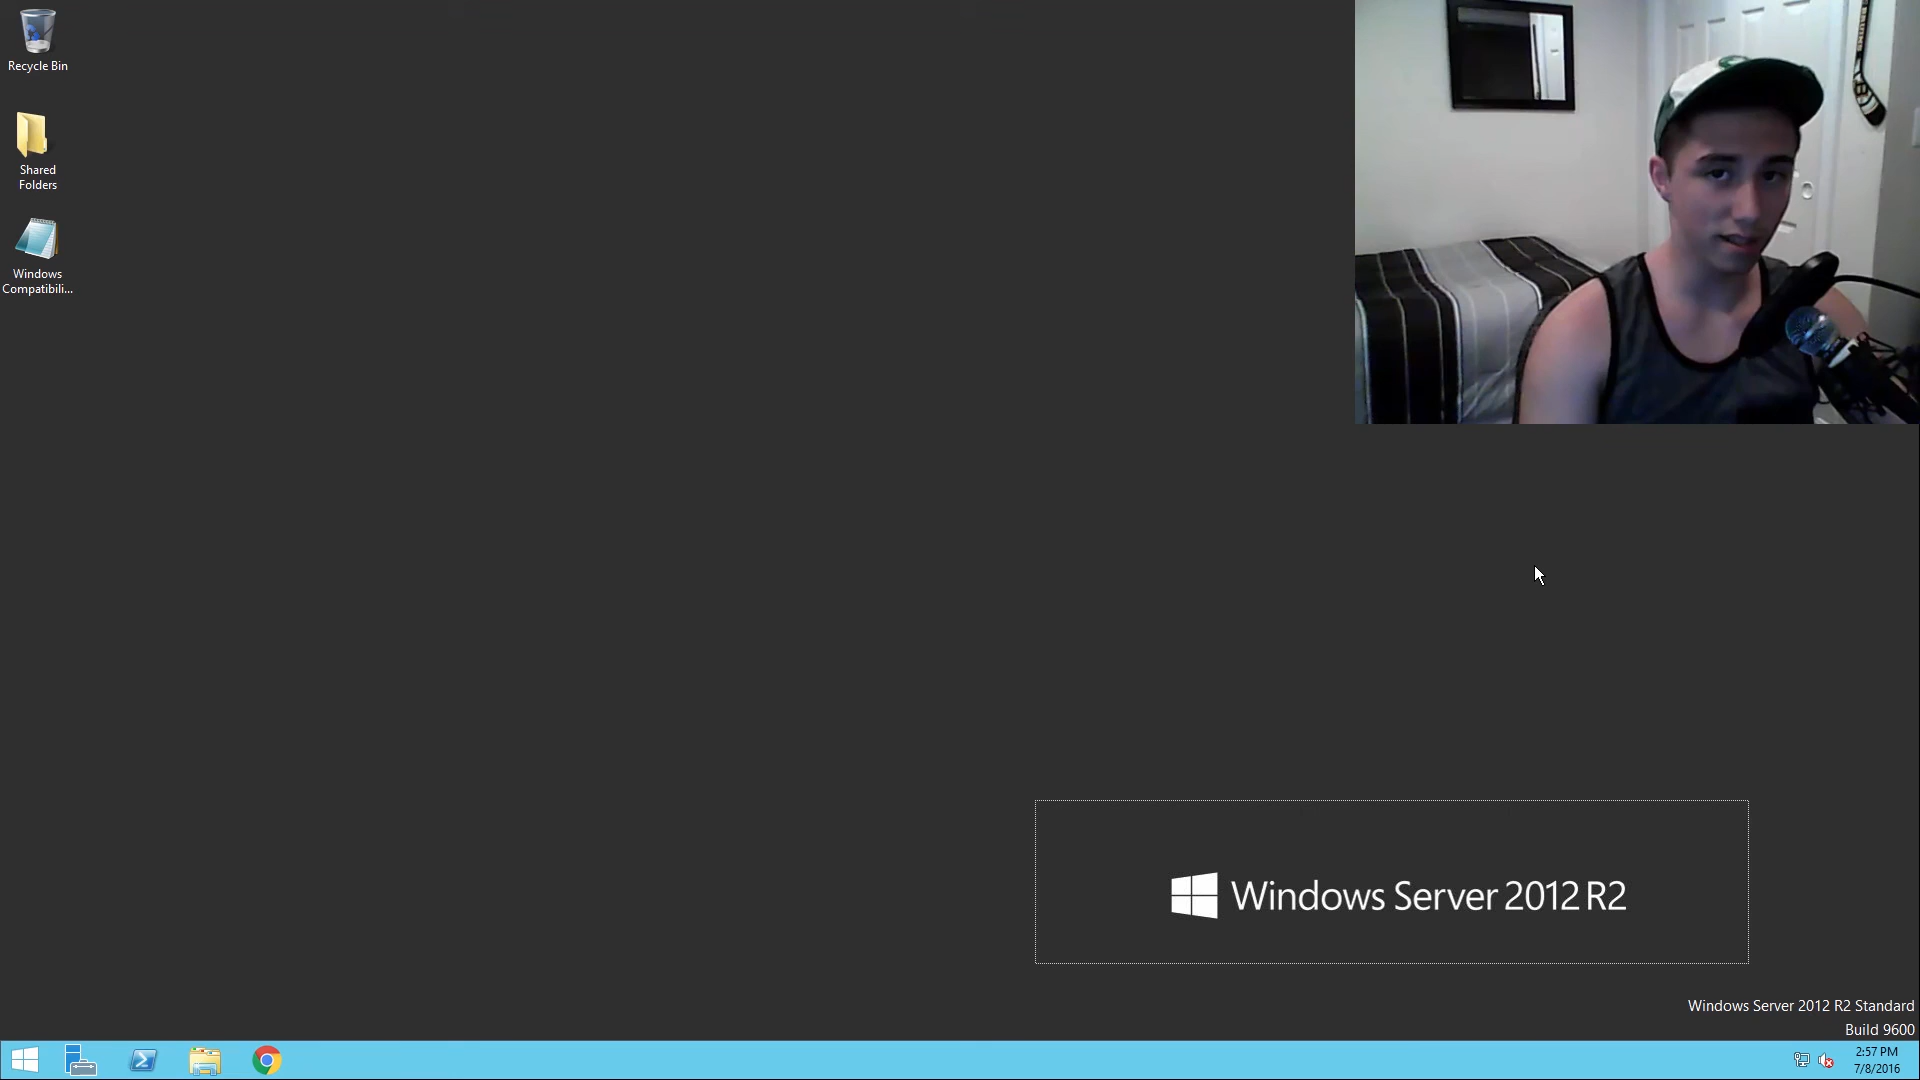 Recycle Bin
Shared
Folders
Windows
Compatibili...
BRUINS
Windows Server 2012 R2
Windows Server 2012 R2 Standard
Build 9600
2:57 PM
7/8/2016